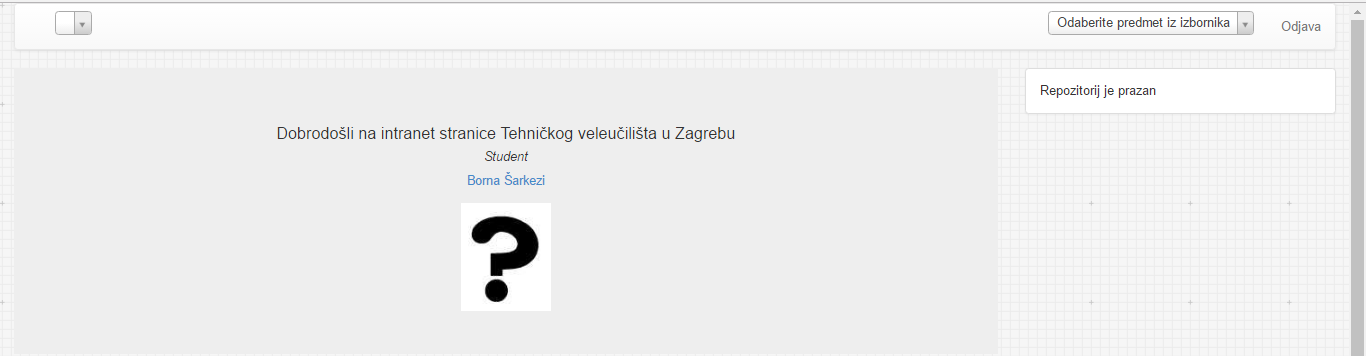 Odaberite predmet iz izbornika
Odjava
Dobrodošli na intranet stranice Tehničkog veleučilišta u Zagrebu
Student
Borna Šarkezi
?
Repozitorij je prazan